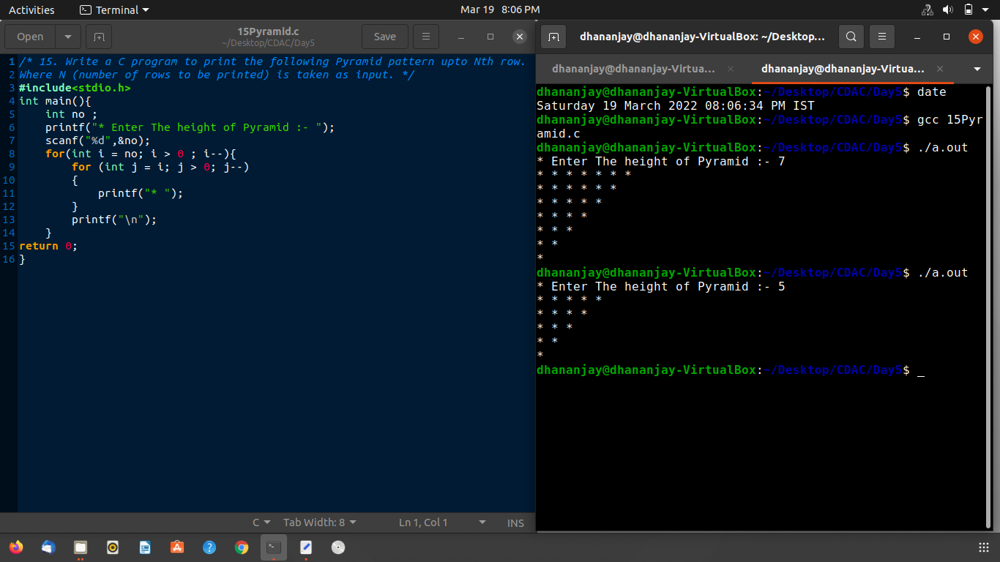 Activities Terminal Mar 19 8:06 PM
Open 15Pyramid.c Save
~/Desktop/CDAC/Day5
1 /* 15. Write a C program to print the following Pyramid pattern upto Nth row.
2 Where N (number of rows to be printed) is taken as input. */
3 #include<stdio.h>
4 int main(){
5     int no ;
6     printf("* Enter The height of Pyramid :- ");
7     scanf("%d",&no);
8     for(int i = no; i > 0 ; i--){
9         for (int j = i; j > 0; j--)
10         {
11             printf("* ");
12         }
13         printf("\n");
14     }
15 return 0;
16 }
C Tab Width: 8 Ln 1, Col 1 INS
dhananjay@dhananjay-VirtualBox: ~/Desktop...
dhananjay@dhananjay-Virtua... × dhananjay@dhananjay-Virtua... ×
dhananjay@dhananjay-VirtualBox:~/Desktop/CDAC/Day5$ date
Saturday 19 March 2022 08:06:34 PM IST
dhananjay@dhananjay-VirtualBox:~/Desktop/CDAC/Day5$ gcc 15Pyr
amid.c
dhananjay@dhananjay-VirtualBox:~/Desktop/CDAC/Day5$ ./a.out
* Enter The height of Pyramid :- 7
* * * * * * *
* * * * * *
* * * * *
* * * *
* * *
* *
*
dhananjay@dhananjay-VirtualBox:~/Desktop/CDAC/Day5$ ./a.out
* Enter The height of Pyramid :- 5
* * * * *
* * * *
* * *
* *
*
dhananjay@dhananjay-VirtualBox:~/Desktop/CDAC/Day5$ _